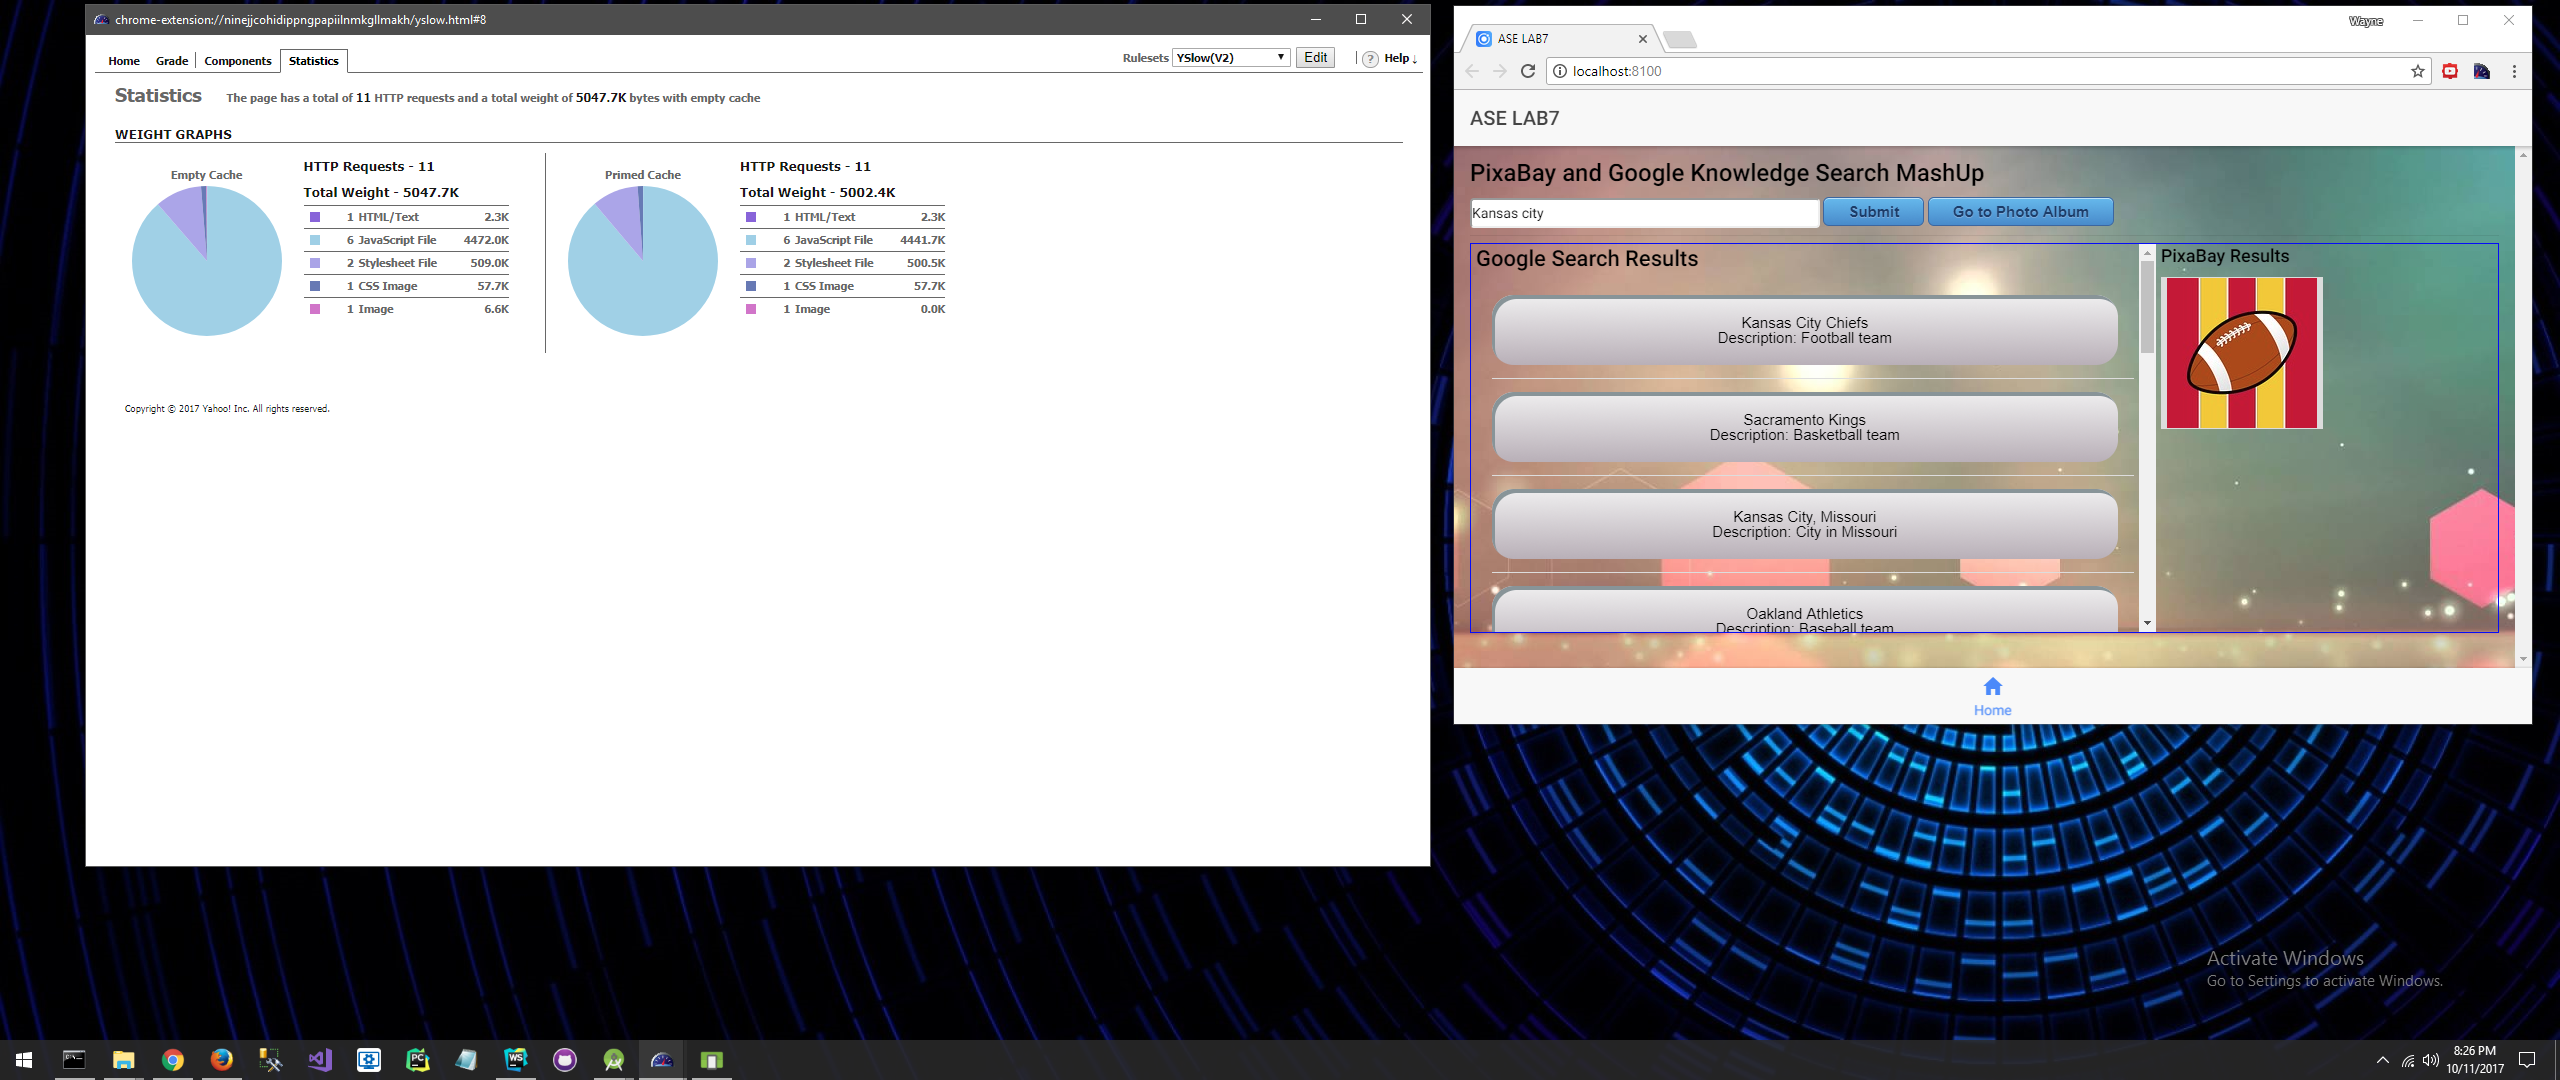 chrome-extension://ninejjcohidippngpapiilnmkgllmakh/yslow.html#8
Home Grade Components Statistics
Rulesets YSlow(V2) Edit ? Help ↓
Statistics The page has a total of 11 HTTP requests and a total weight of 5047.7K bytes with empty cache
WEIGHT GRAPHS
Empty Cache
HTTP Requests - 11
Total Weight - 5047.7K
1 HTML/Text 2.3K
6 JavaScript File 4472.0K
2 Stylesheet File 509.0K
1 CSS Image 57.7K
1 Image 6.6K
Primed Cache
HTTP Requests - 11
Total Weight - 5002.4K
1 HTML/Text 2.3K
6 JavaScript File 4441.7K
2 Stylesheet File 500.5K
1 CSS Image 57.7K
1 Image 0.0K
Copyright © 2017 Yahoo! Inc. All rights reserved.
Wayne
ASE LAB7
localhost:8100
ASE LAB7
PixaBay and Google Knowledge Search MashUp
Kansas city Submit Go to Photo Album
Google Search Results
Kansas City Chiefs
Description: Football team
Sacramento Kings
Description: Basketball team
Kansas City, Missouri
Description: City in Missouri
Oakland Athletics
Description: Baseball team
PixaBay Results
Home
Activate Windows
Go to Settings to activate Windows.
PC
WS
8:26 PM
10/11/2017